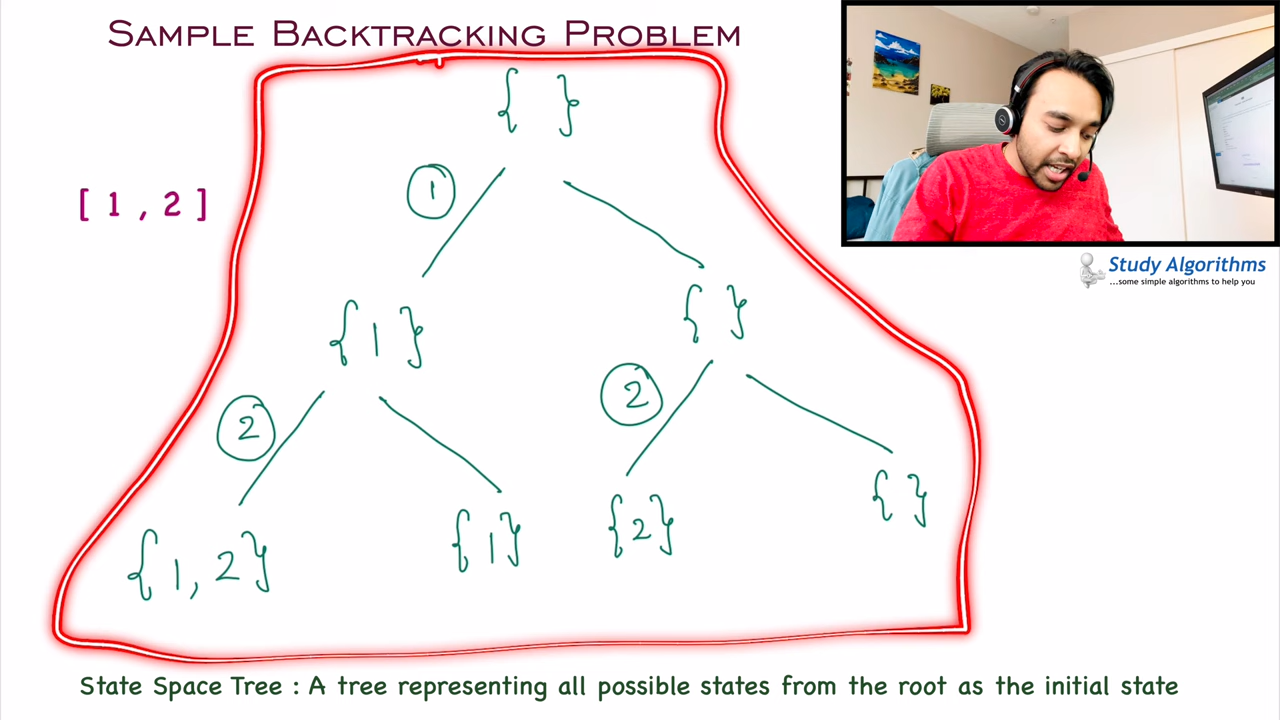 SAMPLE BACKTRACKING PROBLEM
{ }
[ 1 , 2 ]
1
Study Algorithms
...some simple algorithms to help you
{ 1 }
{ }
2
2
{ 1, 2 }
{ 1 }
{ 2 }
{ }
State Space Tree : A tree representing all possible states from the root as the initial state